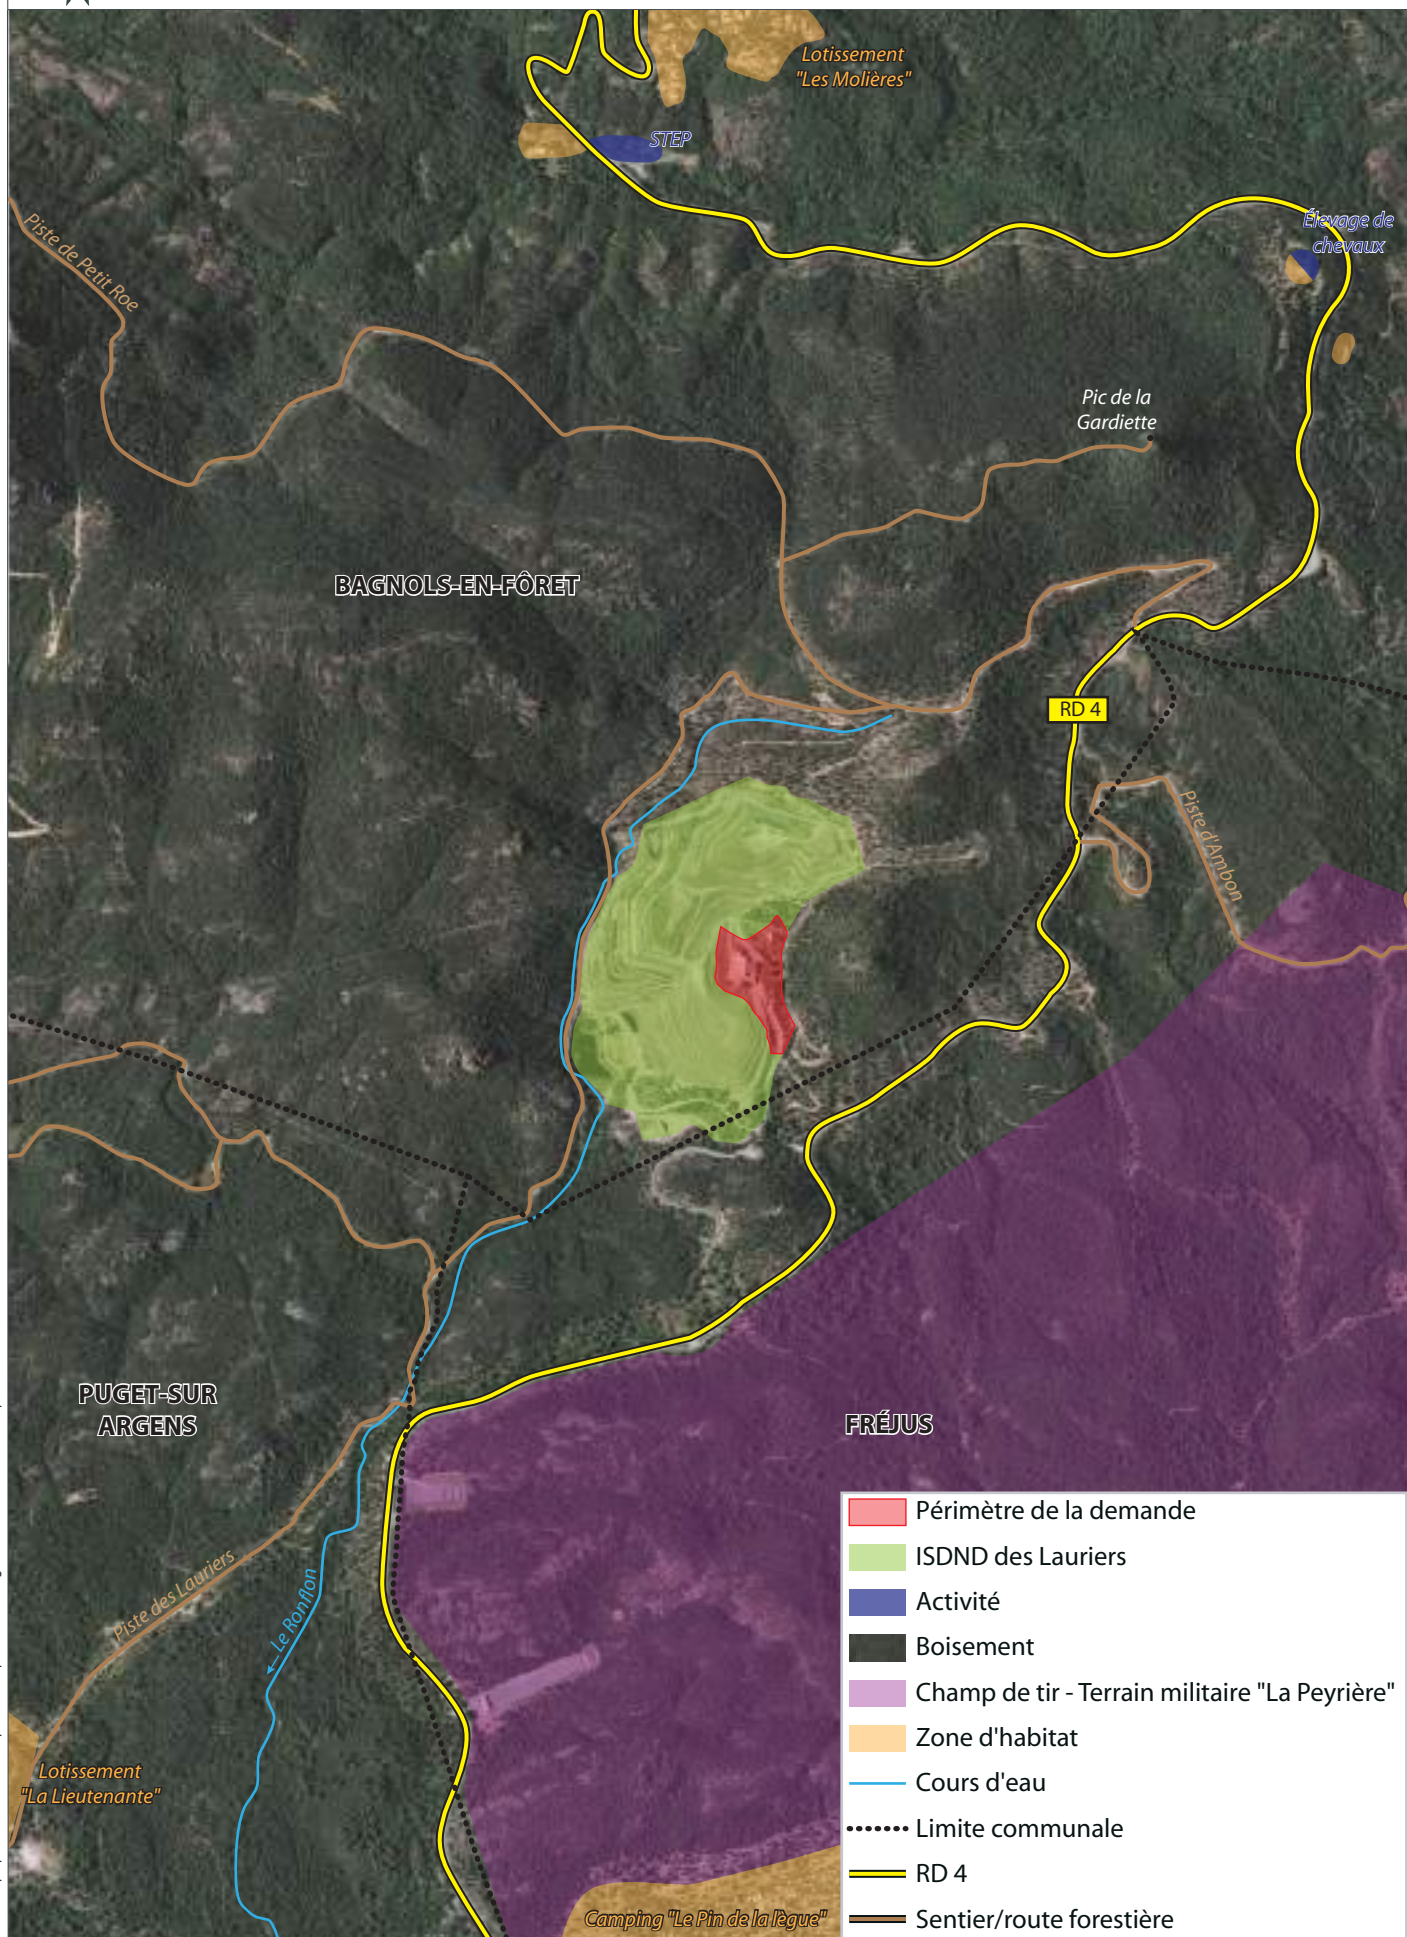 Lotissement
"Les Molières"
STEP
Élevage de
chevaux
Piste de Petit Roe
Pic de la
Gardiette
BAGNOLS-EN-FÔRET
RD 4
Piste d'Ambon
PUGET-SUR
ARGENS
FRÉJUS
Piste des Lauriers
Le Ronflon
Lotissement
"La Lieutenante"
Camping "Le Pin de la lègue"
Périmètre de la demande
ISDND des Lauriers
Activité
Boisement
Champ de tir - Terrain militaire "La Peyrière"
Zone d'habitat
Cours d'eau
Limite communale
RD 4
Sentier/route forestière